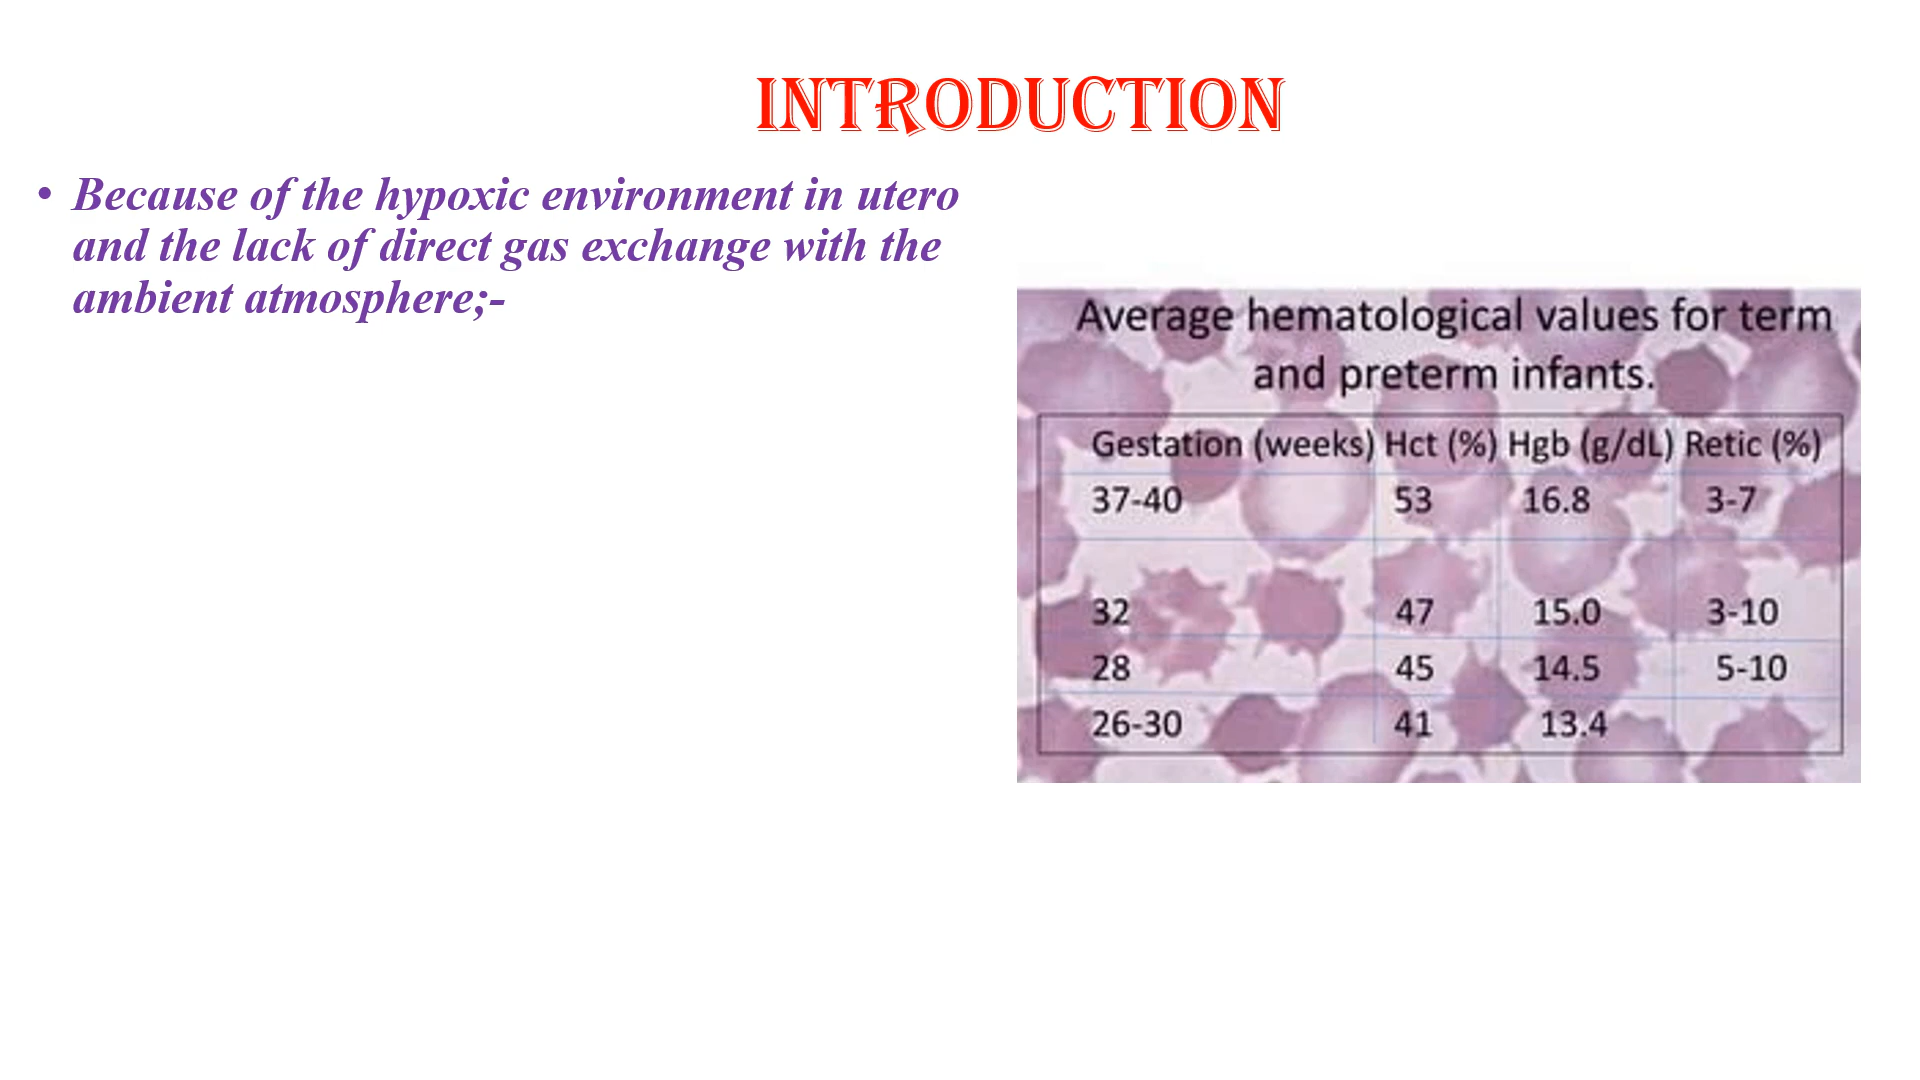 INTRODUCTION
• Because of the hypoxic environment in utero
and the lack of direct gas exchange with the
ambient atmosphere;-
Average hematological values for term
and preterm infants.
Gestation (weeks) Hct (%) Hgb (g/dL) Retic (%)
37-40 53 16.8 3-7
32 47 15.0 3-10
28 45 14.5 5-10
26-30 41 13.4